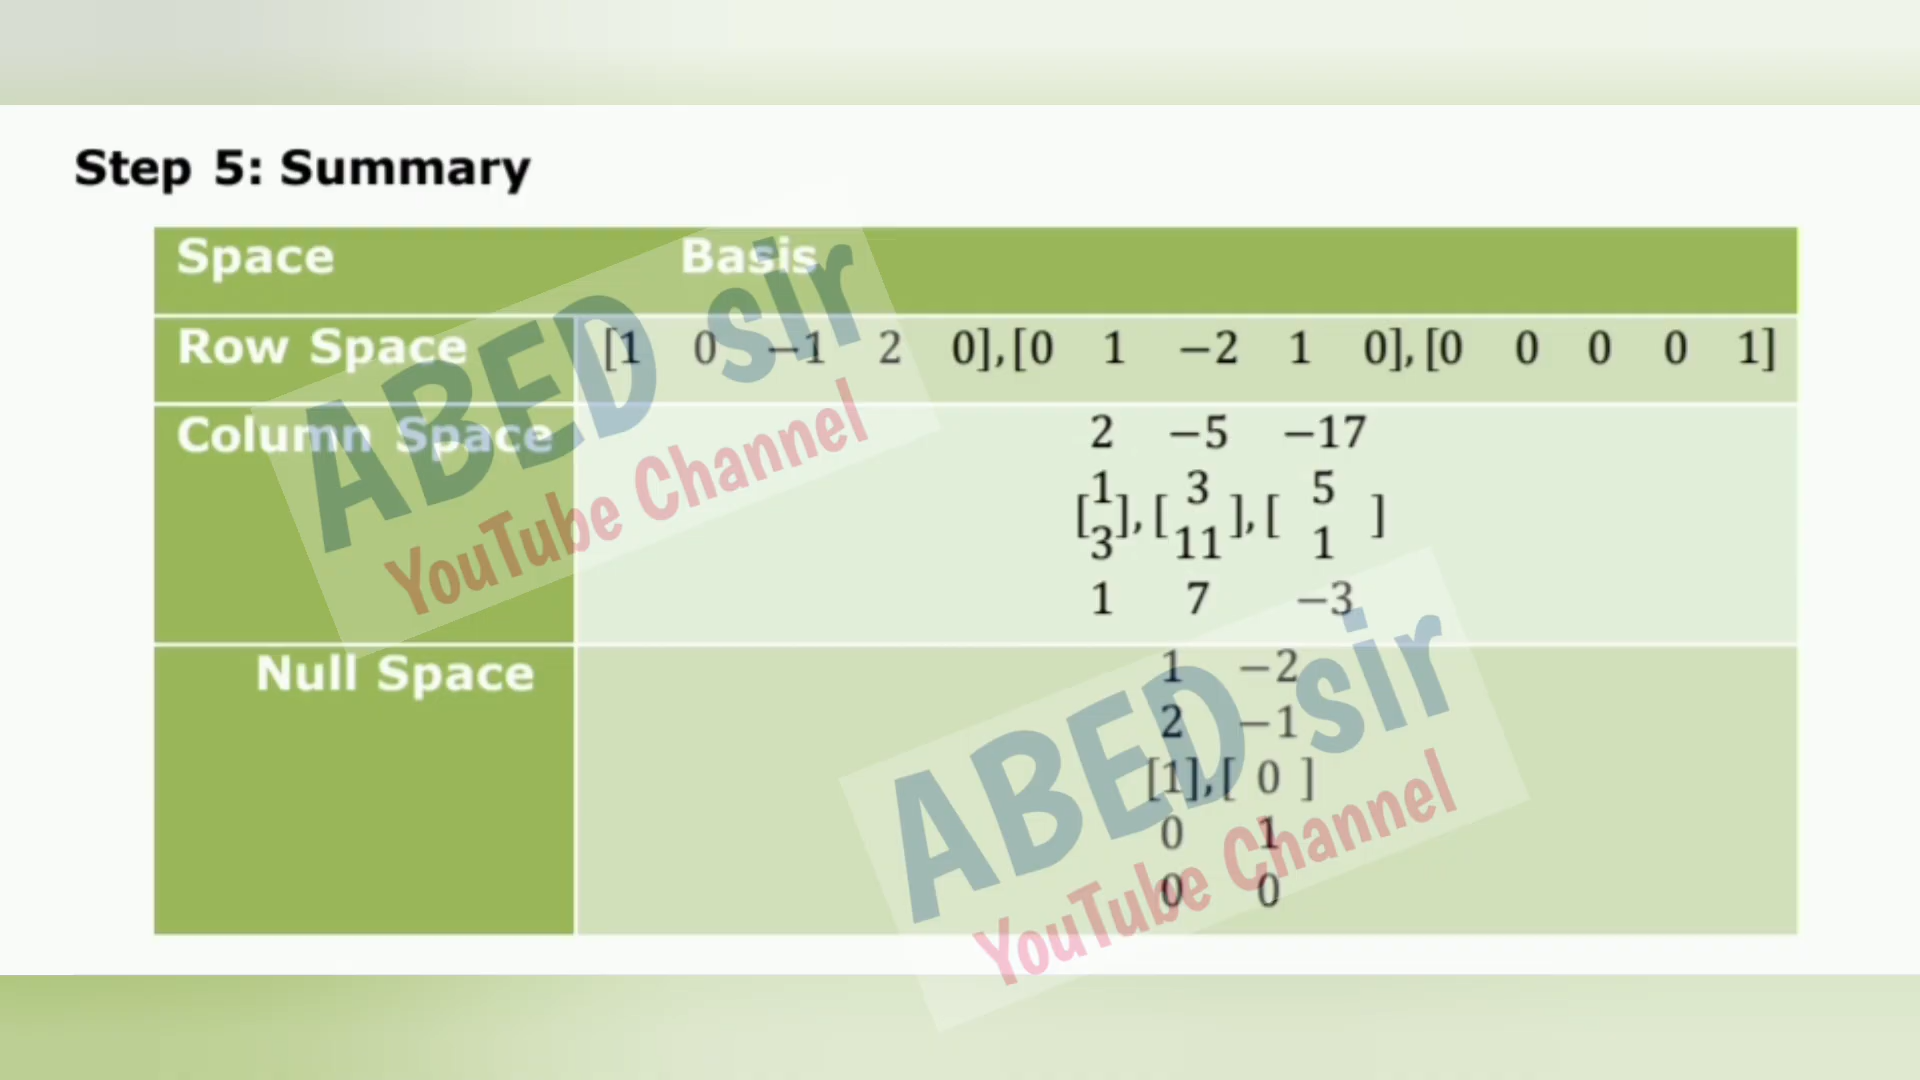 Step 5: Summary
Space Basis
Row Space [1 0 −1 2 0], [0 1 −2 1 0], [0 0 0 0 1]
Column Space
2 −5 −17
1 3 5
[ ], [ ], [ ]
3 11 1
1 7 −3
Null Space
1 −2
2 −1
[1], [ 0 ]
0 1
0 0
ABED sir
YouTube Channel
ABED sir
YouTube Channel